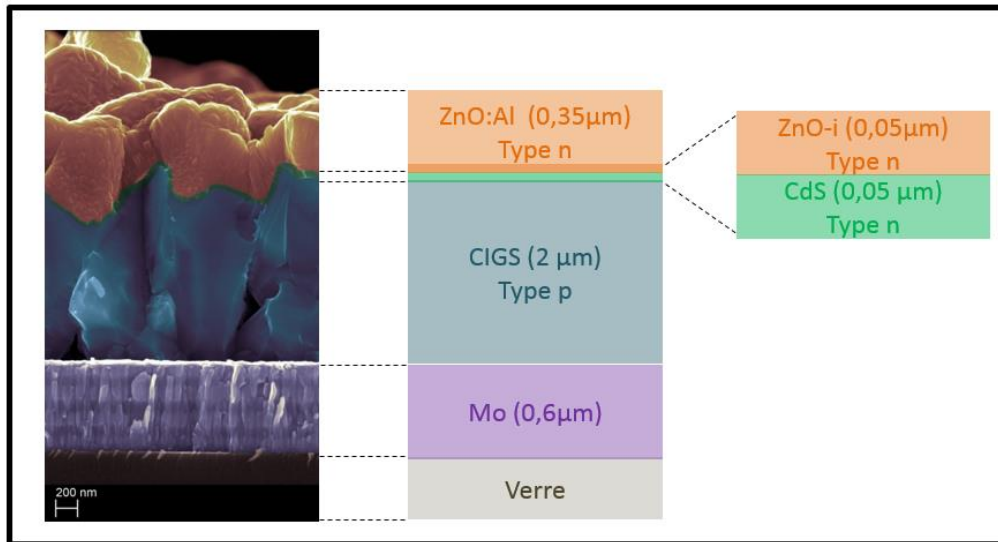 ZnO:Al (0,35µm)
Type n
ZnO-i (0,05µm)
Type n
CdS (0,05 µm)
Type n
CIGS (2 µm)
Type p
Mo (0,6µm)
Verre
200 nm